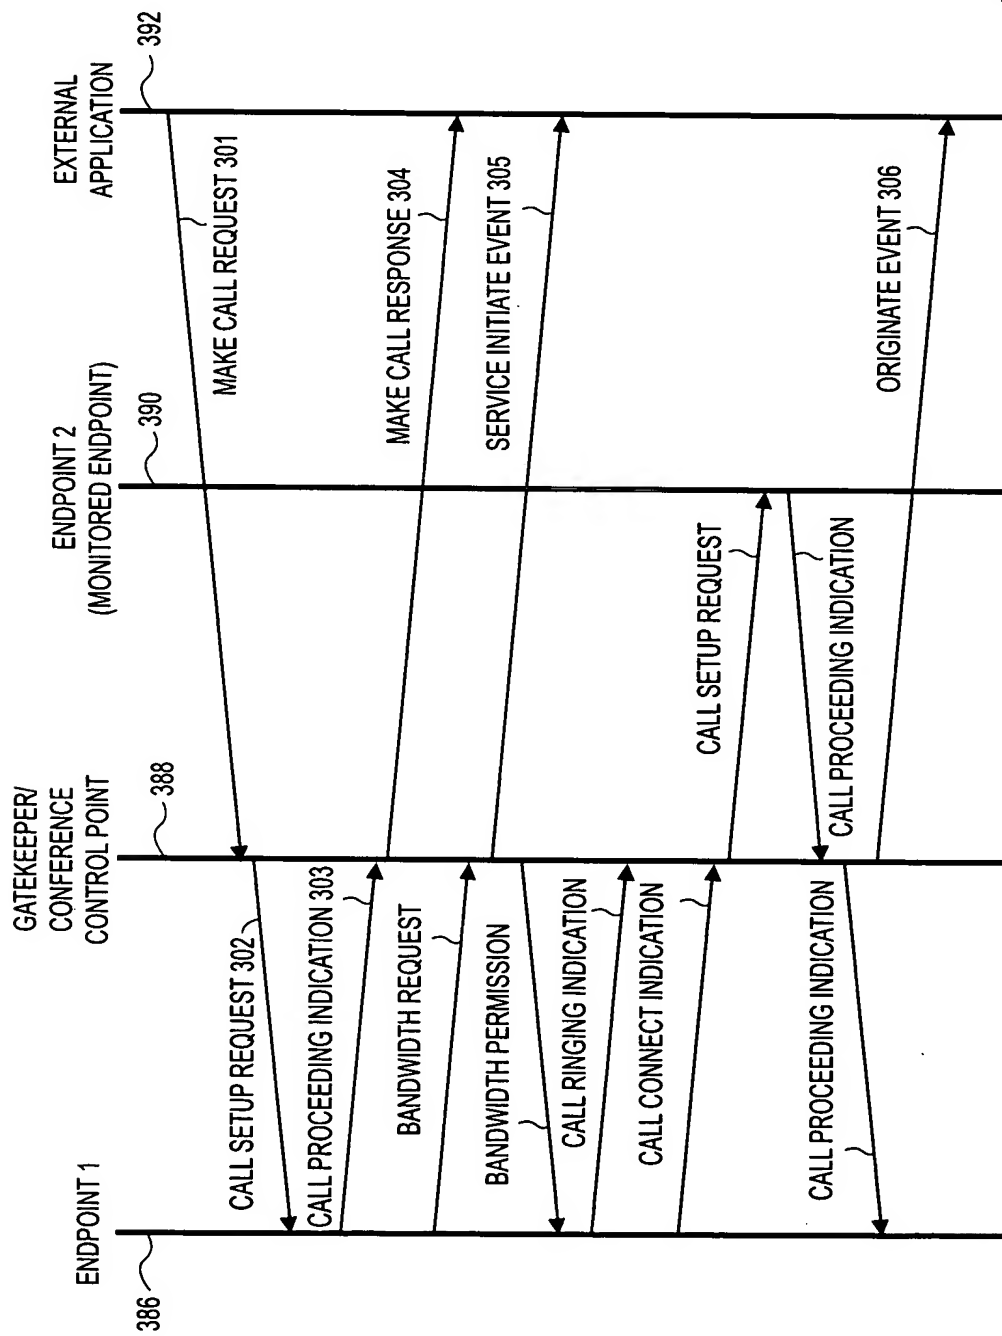 ENDPOINT 1
386
GATEKEEPER/
CONFERENCE
CONTROL POINT
388
ENDPOINT 2
(MONITORED ENDPOINT)
390
EXTERNAL
APPLICATION
392
MAKE CALL REQUEST 301
CALL SETUP REQUEST 302
CALL PROCEEDING INDICATION 303
MAKE CALL RESPONSE 304
BANDWIDTH REQUEST
SERVICE INITIATE EVENT 305
BANDWIDTH PERMISSION
CALL RINGING INDICATION
CALL CONNECT INDICATION
CALL SETUP REQUEST
CALL PROCEEDING INDICATION
CALL PROCEEDING INDICATION
ORIGINATE EVENT 306